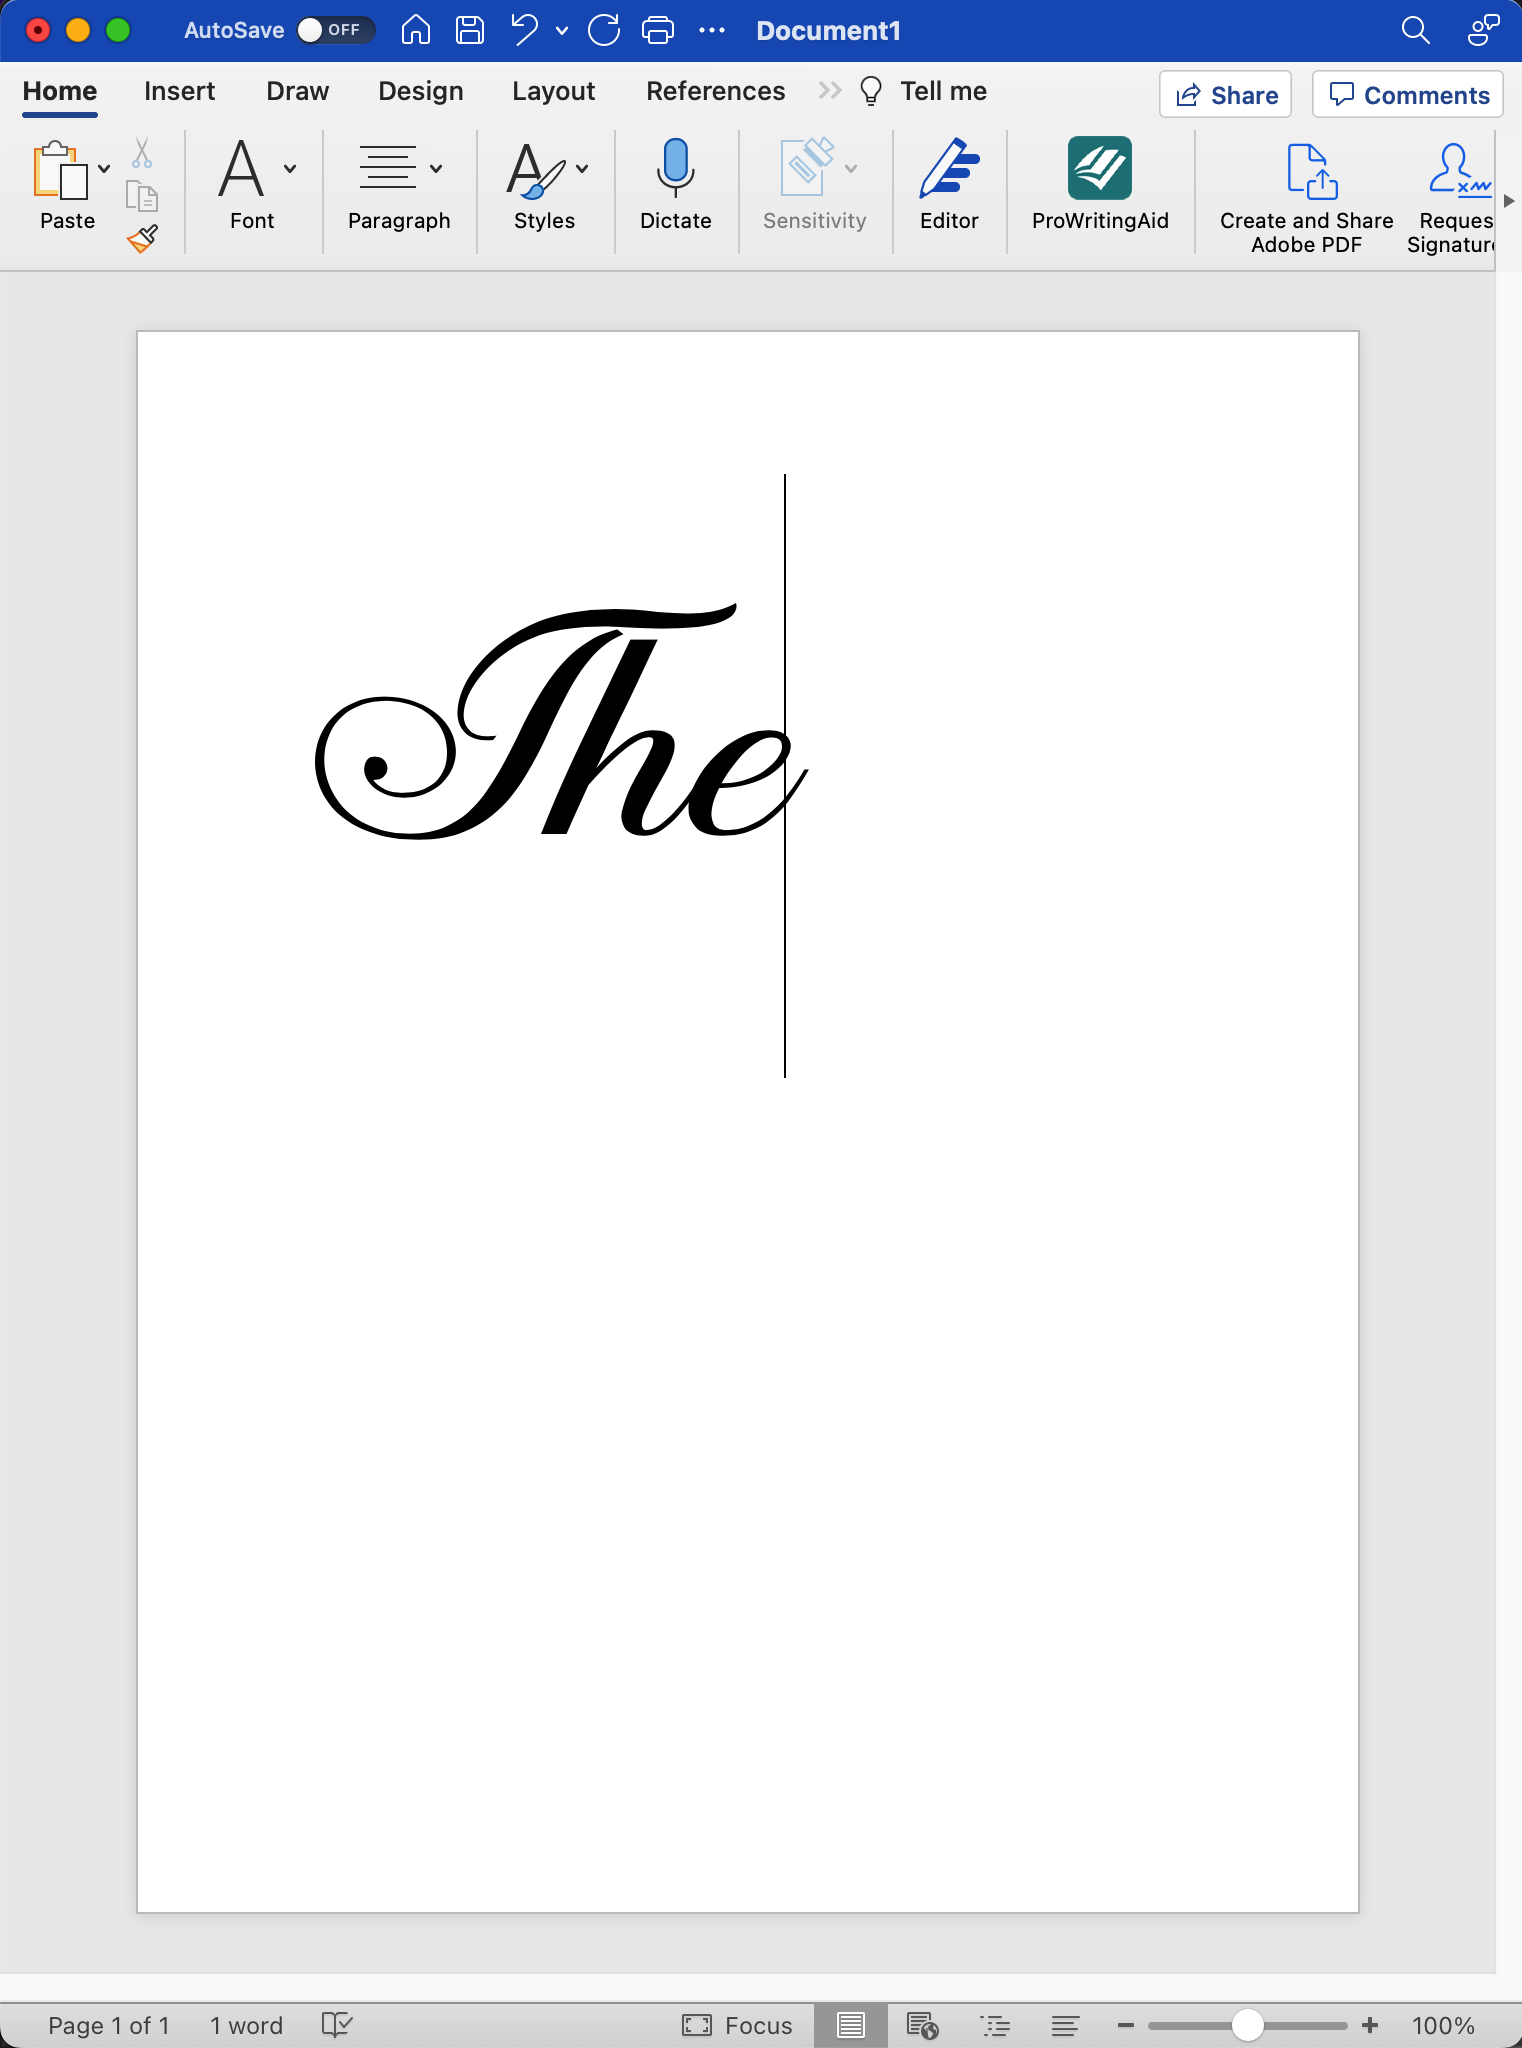 AutoSave OFF Document1
Home Insert Draw Design Layout References Tell me Share Comments
Paste Font Paragraph Styles Dictate Sensitivity Editor ProWritingAid Create and Share Adobe PDF Reques Signatur
The
Page 1 of 1 1 word Focus 100%